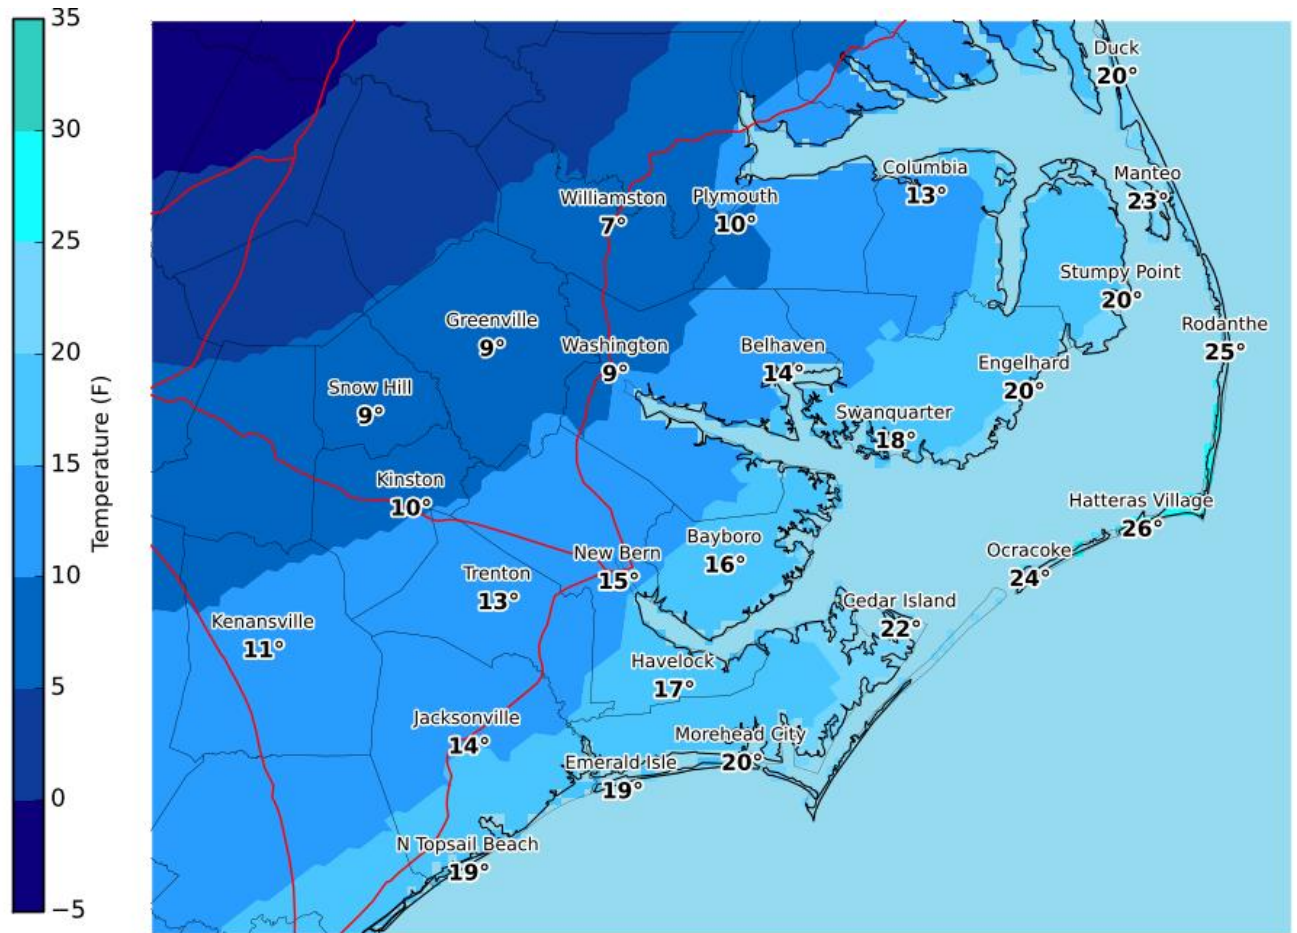 35
30
25
20
15
10
5
0
−5
Temperature (F)
Duck
20°
Columbia
13°
Manteo
23°
Williamston
7°
Plymouth
10°
Stumpy Point
20°
Greenville
9°
Washington
9°
Belhaven
14°
Rodanthe
25°
Engelhard
20°
Snow Hill
9°
Swanquarter
18°
Kinston
10°
Hatteras Village
26°
New Bern
15°
Bayboro
16°
Ocracoke
24°
Trenton
13°
Kenansville
11°
Cedar Island
22°
Havelock
17°
Jacksonville
14°
Morehead City
20°
Emerald Isle
19°
N Topsail Beach
19°